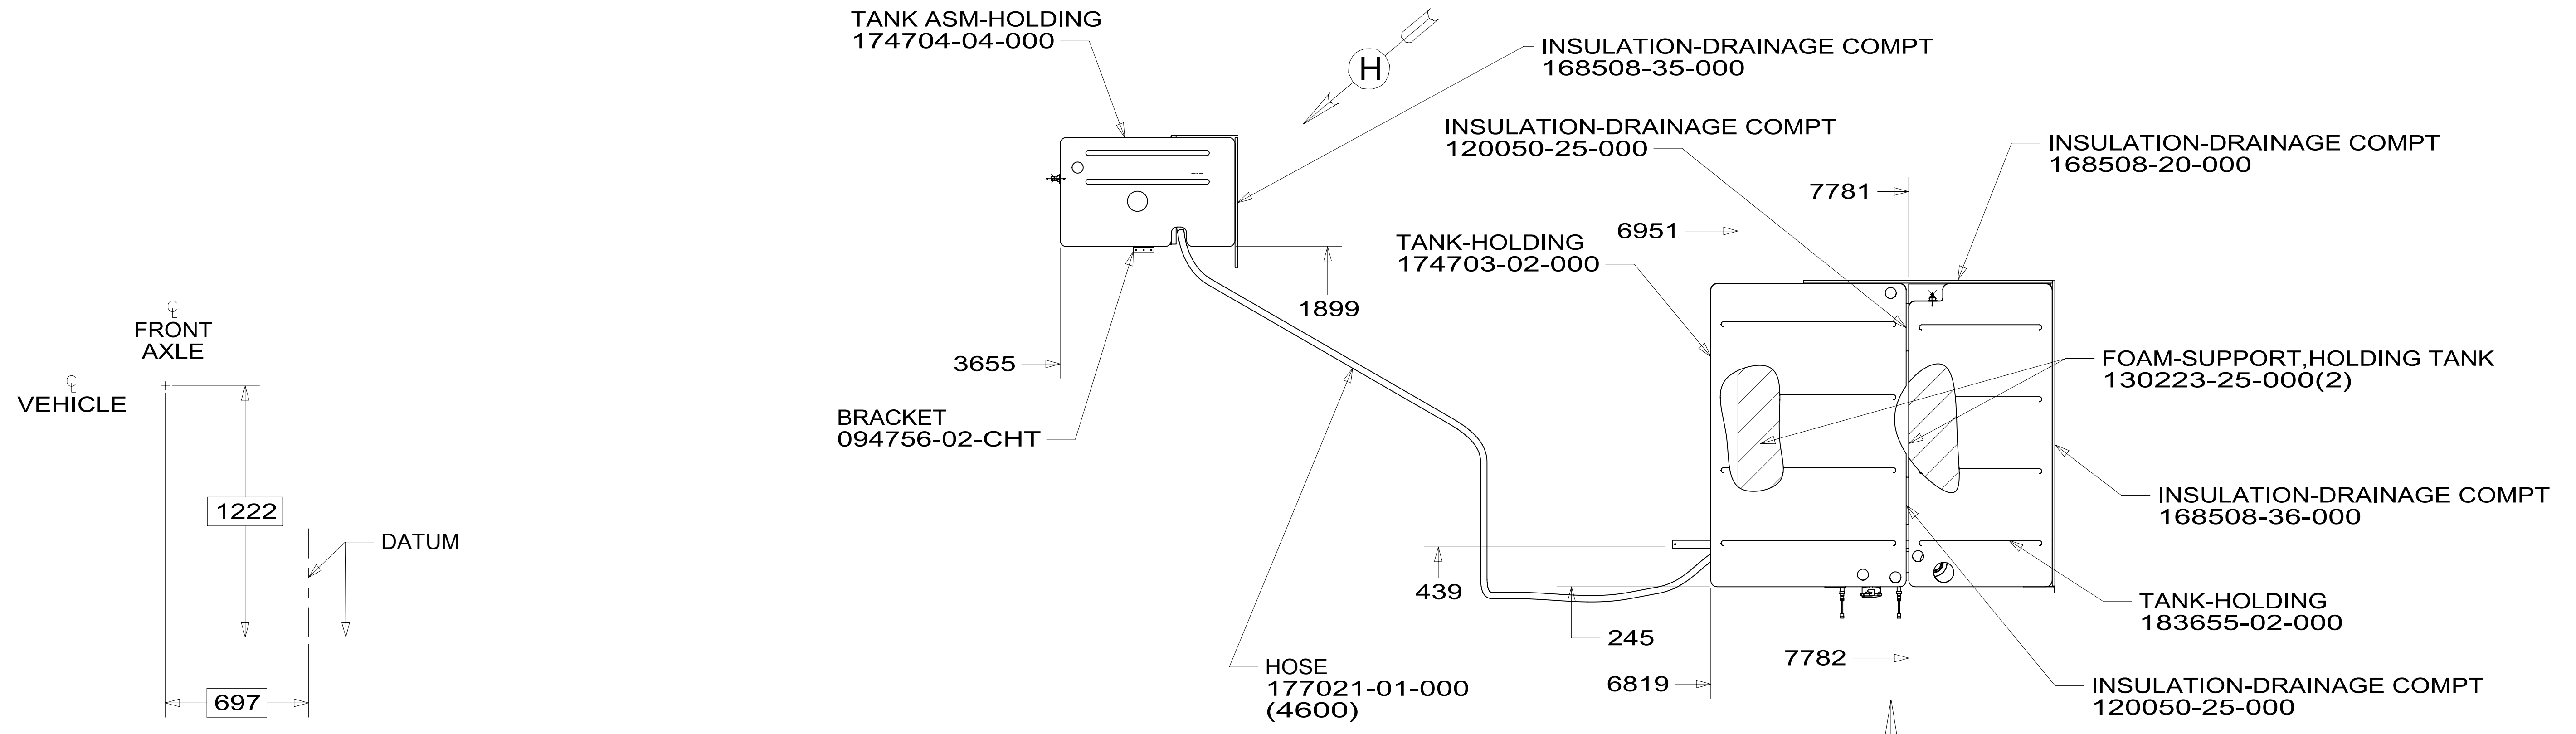 TANK ASM-HOLDING
174704-04-000
H
INSULATION-DRAINAGE COMPT
168508-35-000
INSULATION-DRAINAGE COMPT
120050-25-000
INSULATION-DRAINAGE COMPT
168508-20-000
7781
6951
TANK-HOLDING
174703-02-000
1899
3655
℄
FRONT
AXLE
℄
VEHICLE
FOAM-SUPPORT,HOLDING TANK
130223-25-000(2)
BRACKET
094756-02-CHT
1222
DATUM
INSULATION-DRAINAGE COMPT
168508-36-000
439
245
TANK-HOLDING
183655-02-000
7782
HOSE
177021-01-000
(4600)
6819
697
INSULATION-DRAINAGE COMPT
120050-25-000